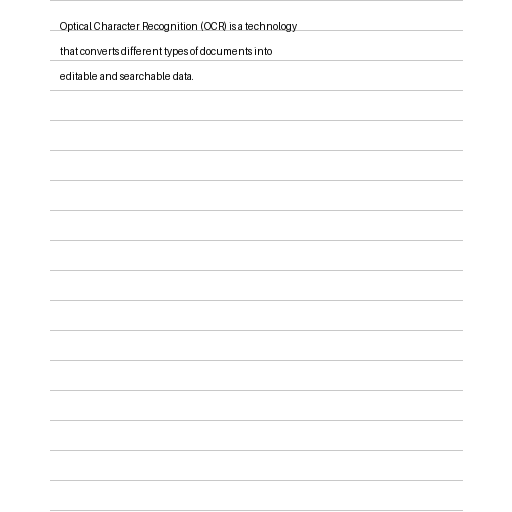 Optical Character Recognition (OCR) is a technology
that converts different types of documents into
editable and searchable data.